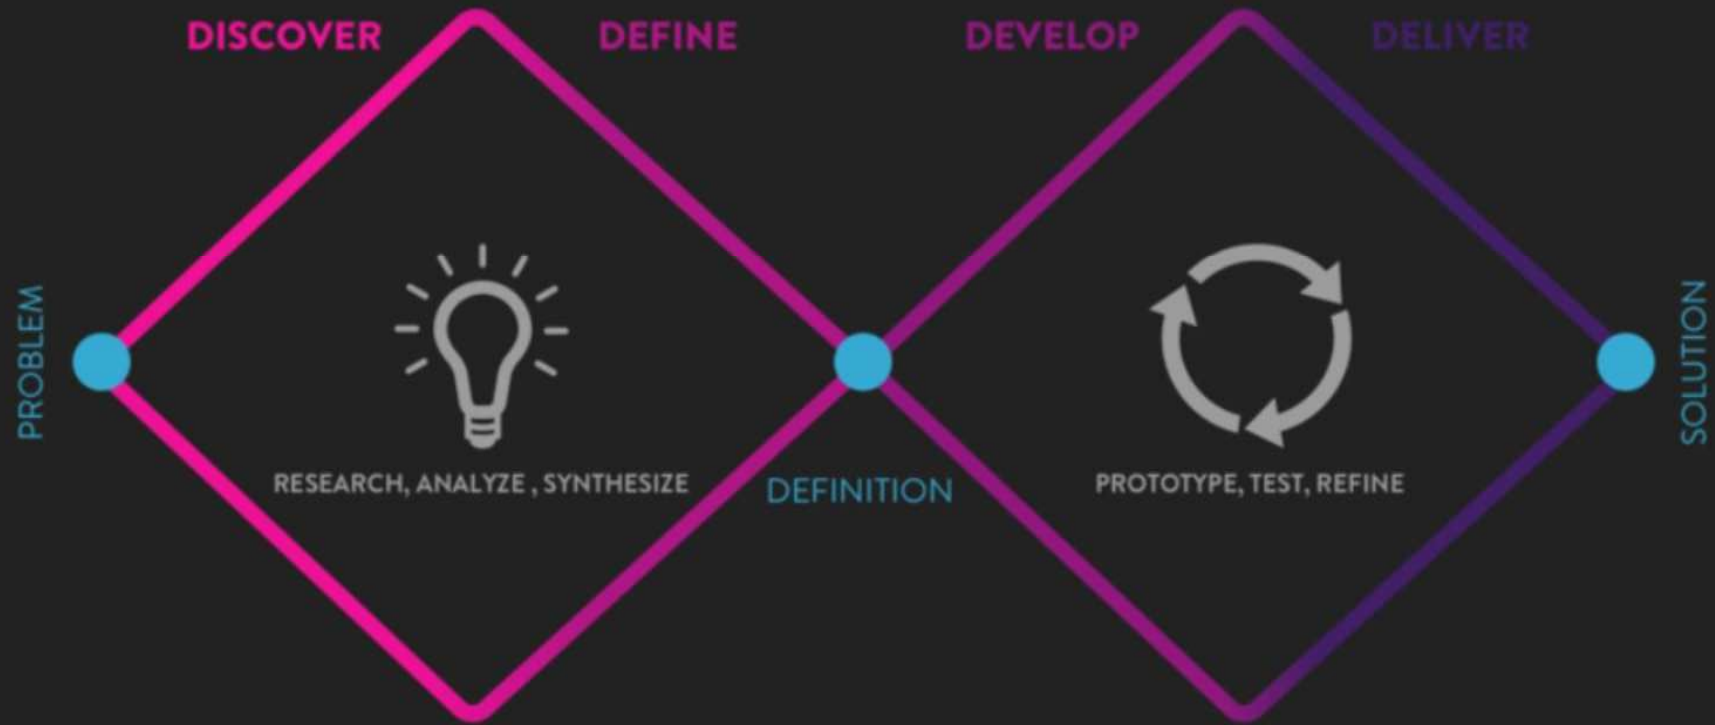 DISCOVER
DEFINE
DEVELOP
DELIVER
PROBLEM
SOLUTION
RESEARCH, ANALYZE , SYNTHESIZE
DEFINITION
PROTOTYPE, TEST, REFINE